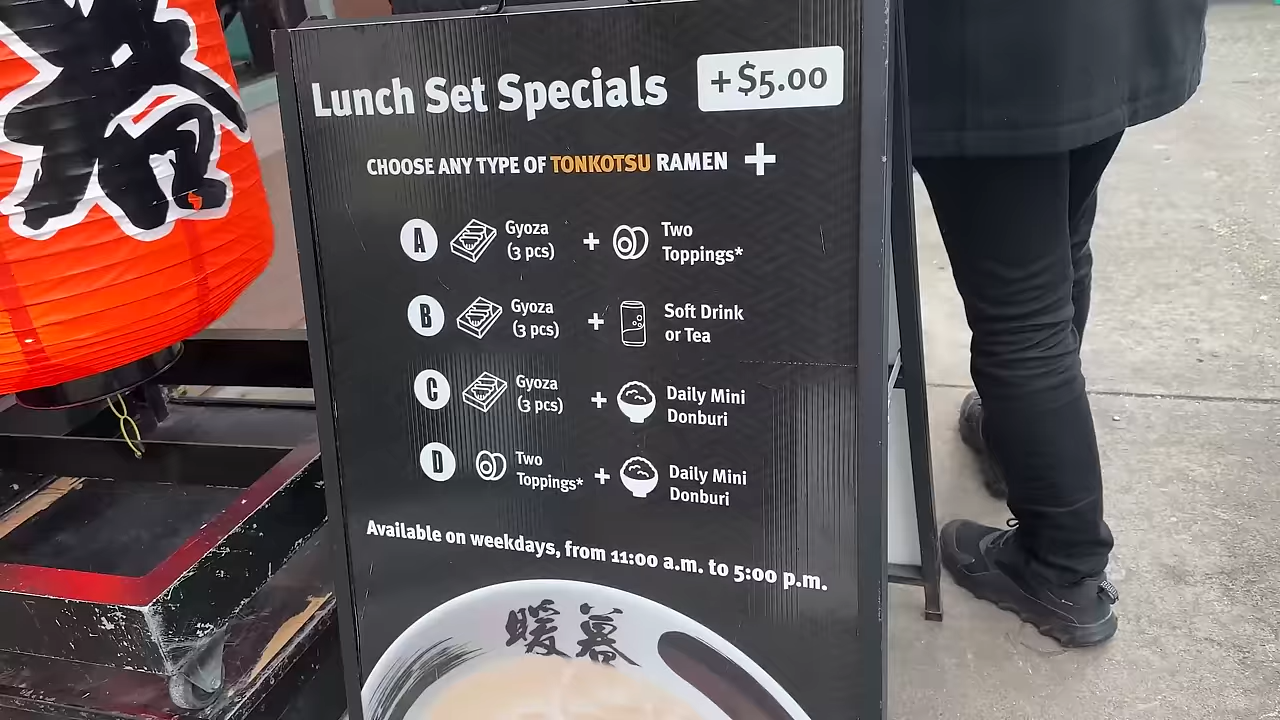 Lunch Set Specials +$5.00
CHOOSE ANY TYPE OF TONKOTSU RAMEN +
A Gyoza (3 pcs) + Two Toppings*
B Gyoza (3 pcs) + Soft Drink or Tea
C Gyoza (3 pcs) + Daily Mini Donburi
D Two Toppings* + Daily Mini Donburi
Available on weekdays, from 11:00 a.m. to 5:00 p.m.
暖暮